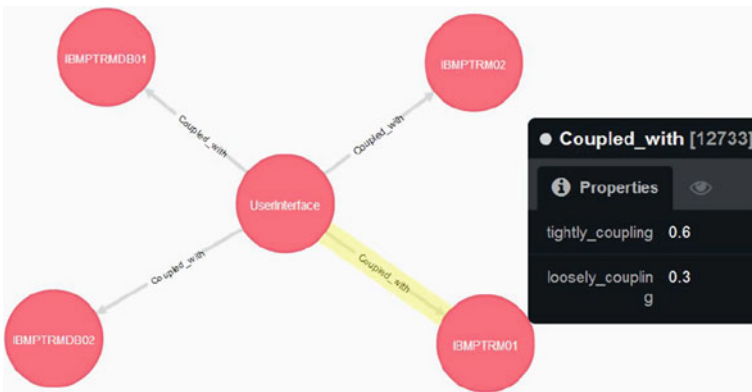 IBMPTRMDB01
IBMPTRM02
Coupled_with
Coupled_with
Coupled_with [12733]
Properties
UserInterface
tightly_coupling 0.6
Coupled_with
Coupled_with
loosely_couplin
g
0.3
IBMPTRMDB02
IBMPTRM01